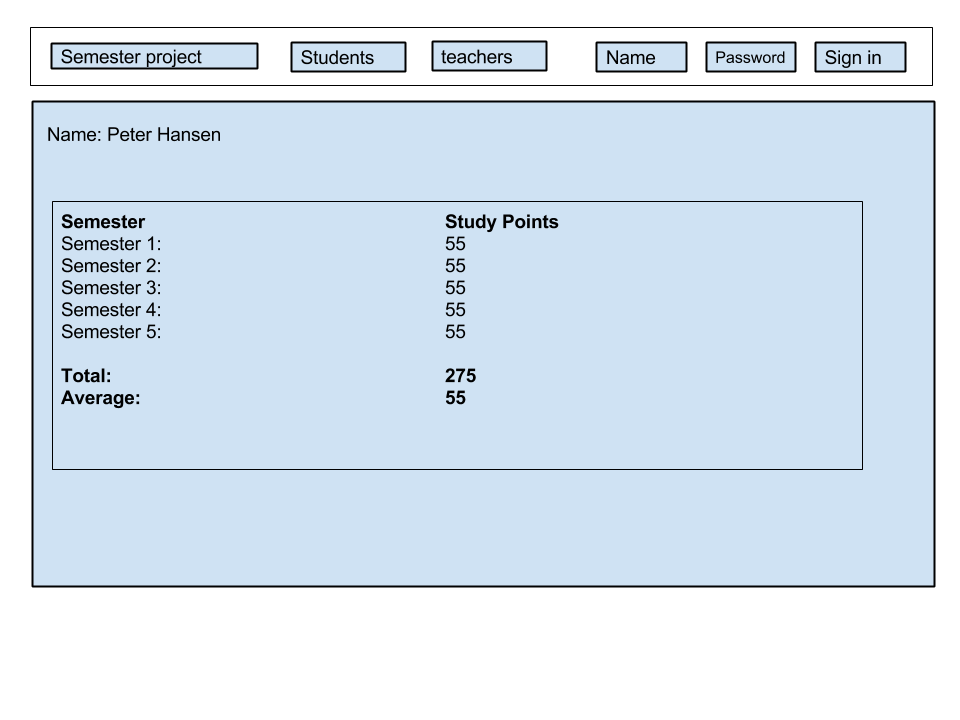 Semester project Students teachers Name Password Sign in
Name: Peter Hansen
Semester Study Points
Semester 1: 55
Semester 2: 55
Semester 3: 55
Semester 4: 55
Semester 5: 55
Total: 275
Average: 55